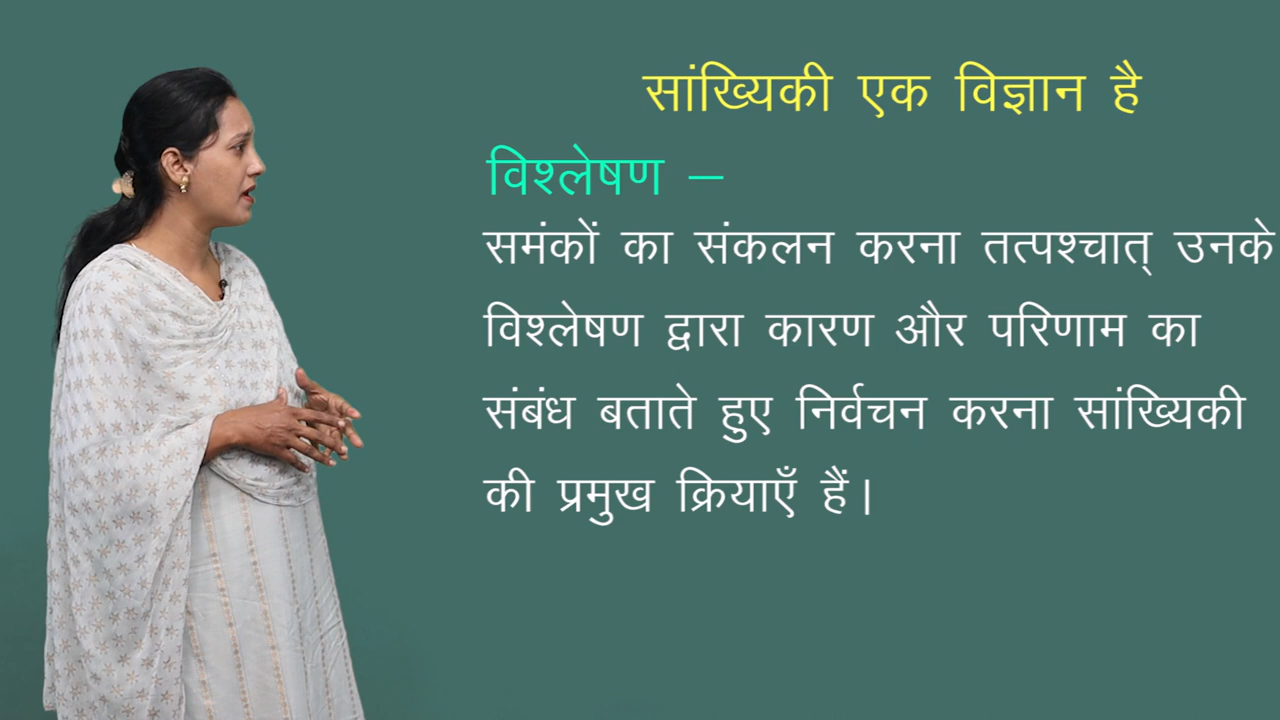 सांख्यिकी एक विज्ञान है
विश्लेषण –
समंकों का संकलन करना तत्पश्चात् उनके
विश्लेषण द्वारा कारण और परिणाम का
संबंध बताते हुए निर्वचन करना सांख्यिकी
की प्रमुख क्रियाएँ हैं।